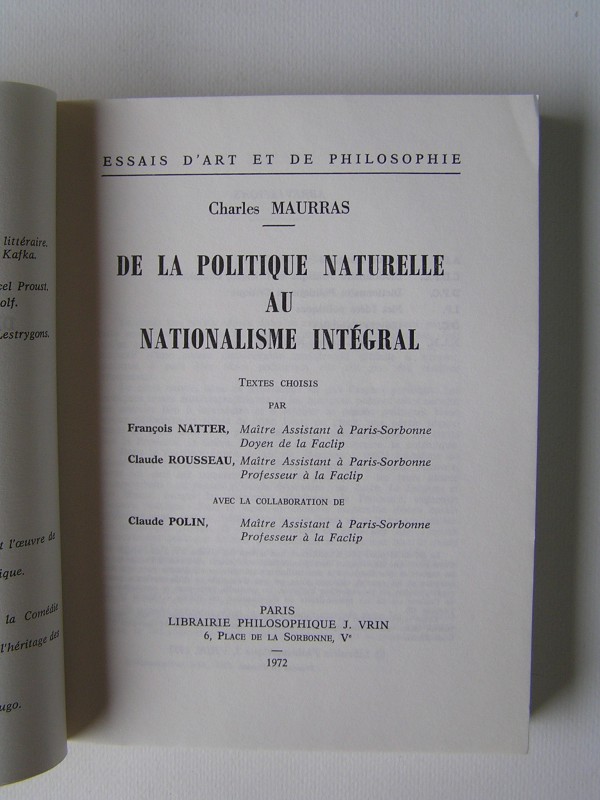 littéraire.
Kafka.
Proust.
Lestrygons.
l'œuvre de
la Comédie
l'héritage des
ESSAIS D'ART ET DE PHILOSOPHIE
Charles MAURRAS
DE LA POLITIQUE NATURELLE
AU
NATIONALISME INTÉGRAL
TEXTES CHOISIS
PAR
François NATTER, Maître Assistant à Paris-Sorbonne
Doyen de la Faclip
Claude ROUSSEAU, Maître Assistant à Paris-Sorbonne
Professeur à la Faclip
AVEC LA COLLABORATION DE
Claude POLIN, Maître Assistant à Paris-Sorbonne
Professeur à la Faclip
PARIS
LIBRAIRIE PHILOSOPHIQUE J. VRIN
6, PLACE DE LA SORBONNE, Vᵉ
1972